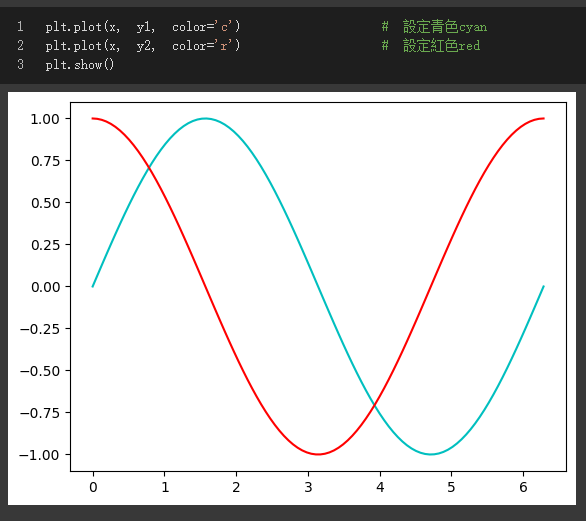 1 plt.plot(x, y1, color='c') # 設定青色cyan
2 plt.plot(x, y2, color='r') # 設定紅色red
3 plt.show()
1.00
0.75
0.50
0.25
0.00
−0.25
−0.50
−0.75
−1.00
0 1 2 3 4 5 6